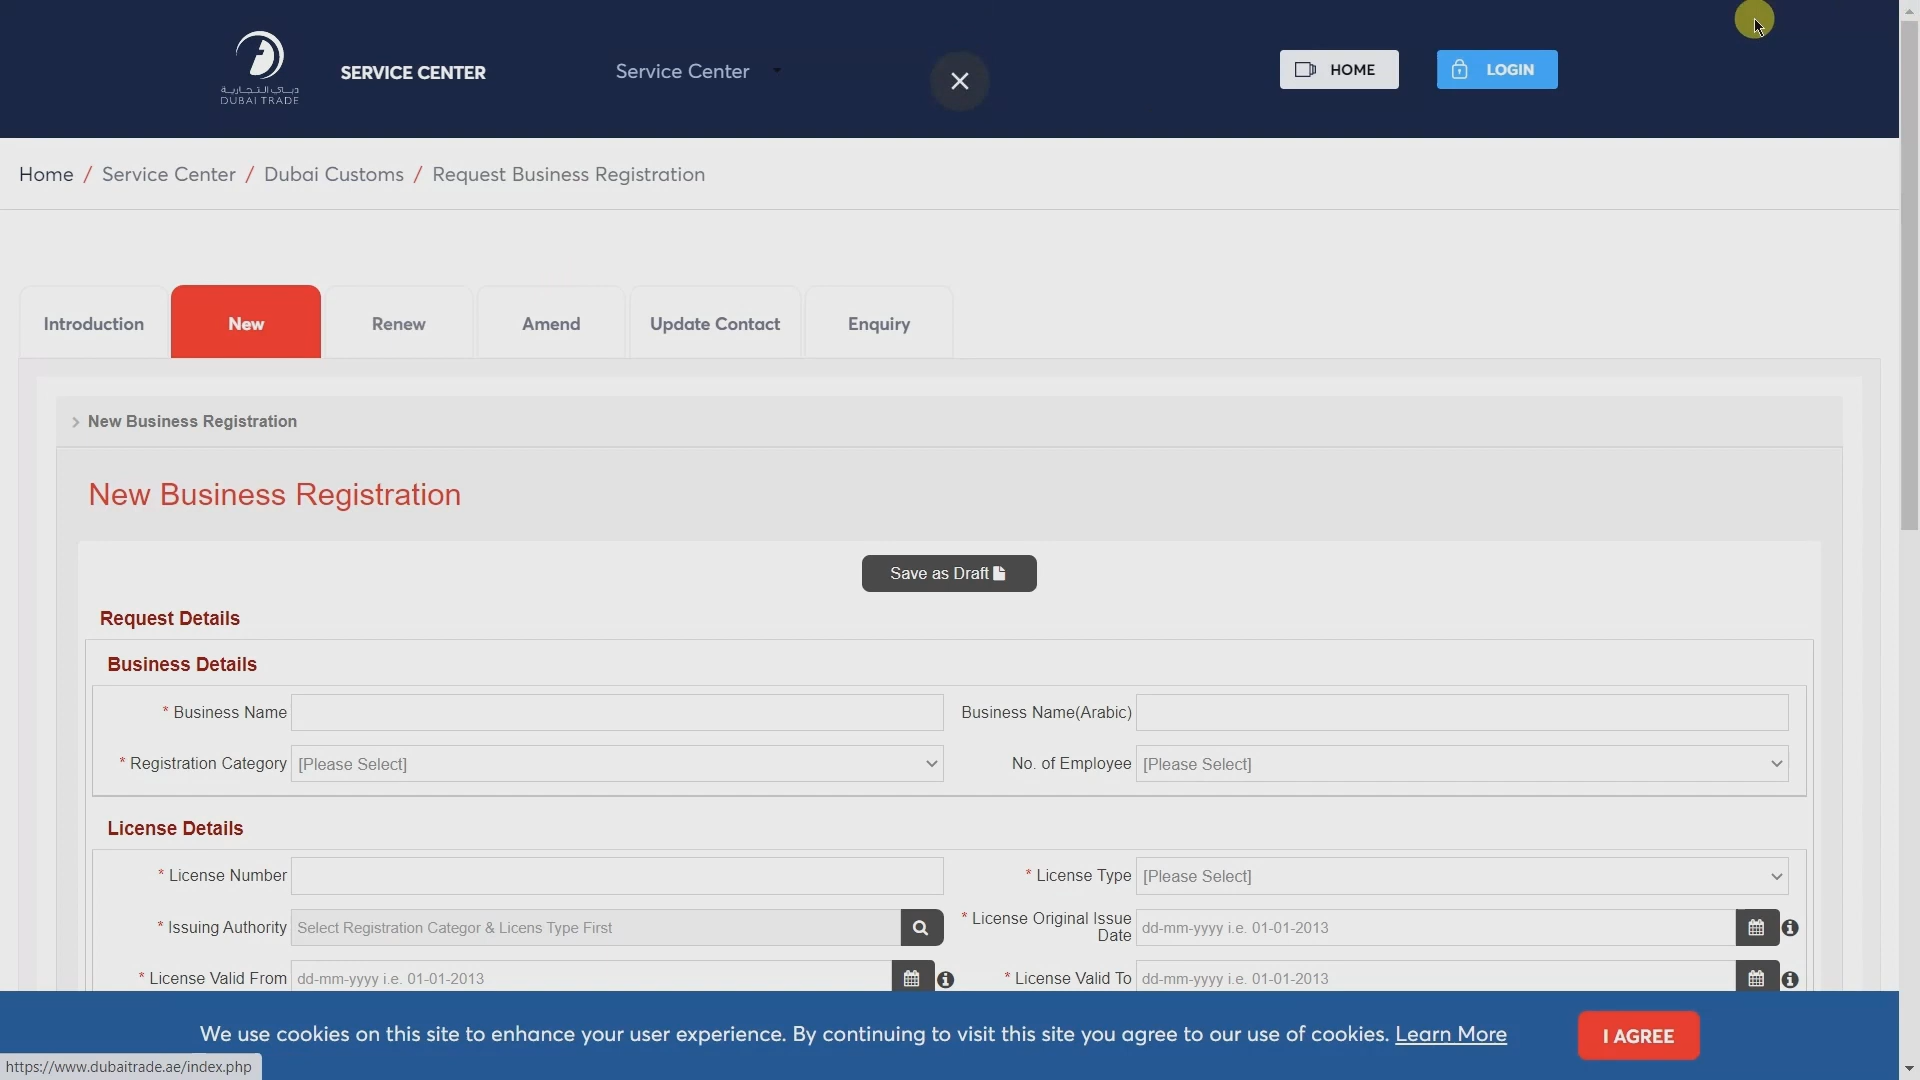 دبي التجارية
DUBAI TRADE
SERVICE CENTER
Service Center
HOME
LOGIN
Home / Service Center / Dubai Customs / Request Business Registration
Introduction
New
Renew
Amend
Update Contact
Enquiry
New Business Registration
New Business Registration
Save as Draft
Request Details
Business Details
* Business Name
Business Name(Arabic)
* Registration Category [Please Select]
No. of Employee [Please Select]
License Details
* License Number
* License Type [Please Select]
* Issuing Authority Select Registration Categor & Licens Type First
* License Original Issue
Date
dd-mm-yyyy i.e. 01-01-2013
* License Valid From dd-mm-yyyy i.e. 01-01-2013
* License Valid To dd-mm-yyyy i.e. 01-01-2013
We use cookies on this site to enhance your user experience. By continuing to visit this site you agree to our use of cookies. Learn More
I AGREE
https://www.dubaitrade.ae/index.php